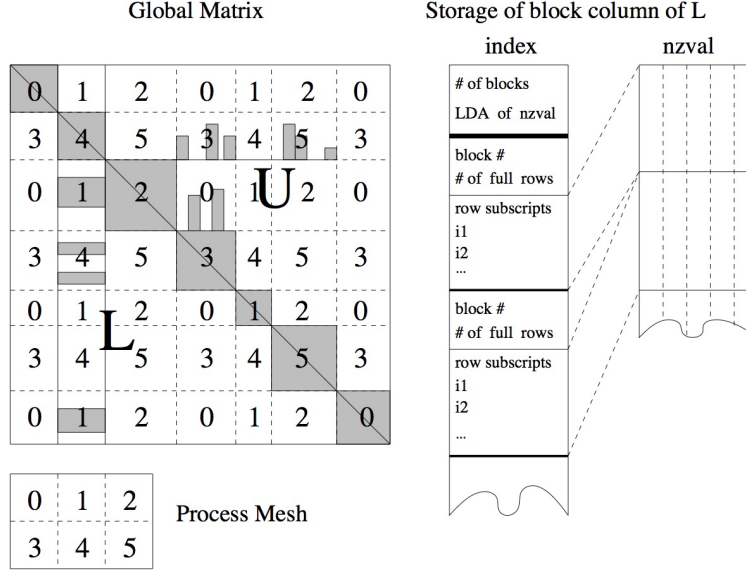 Global Matrix
Storage of block column of L
index
nzval
0 1 2 0 1 2 0
3 4 5 3 4 5 3
0 1 2 0 1 2 0
U
3 4 5 3 4 5 3
0 1 2 0 1 2 0
L
3 4 5 3 4 5 3
0 1 2 0 1 2 0
# of blocks
LDA of nzval
block #
# of full rows
row subscripts
i1
i2
...
block #
# of full rows
row subscripts
i1
i2
...
0 1 2
3 4 5
Process Mesh